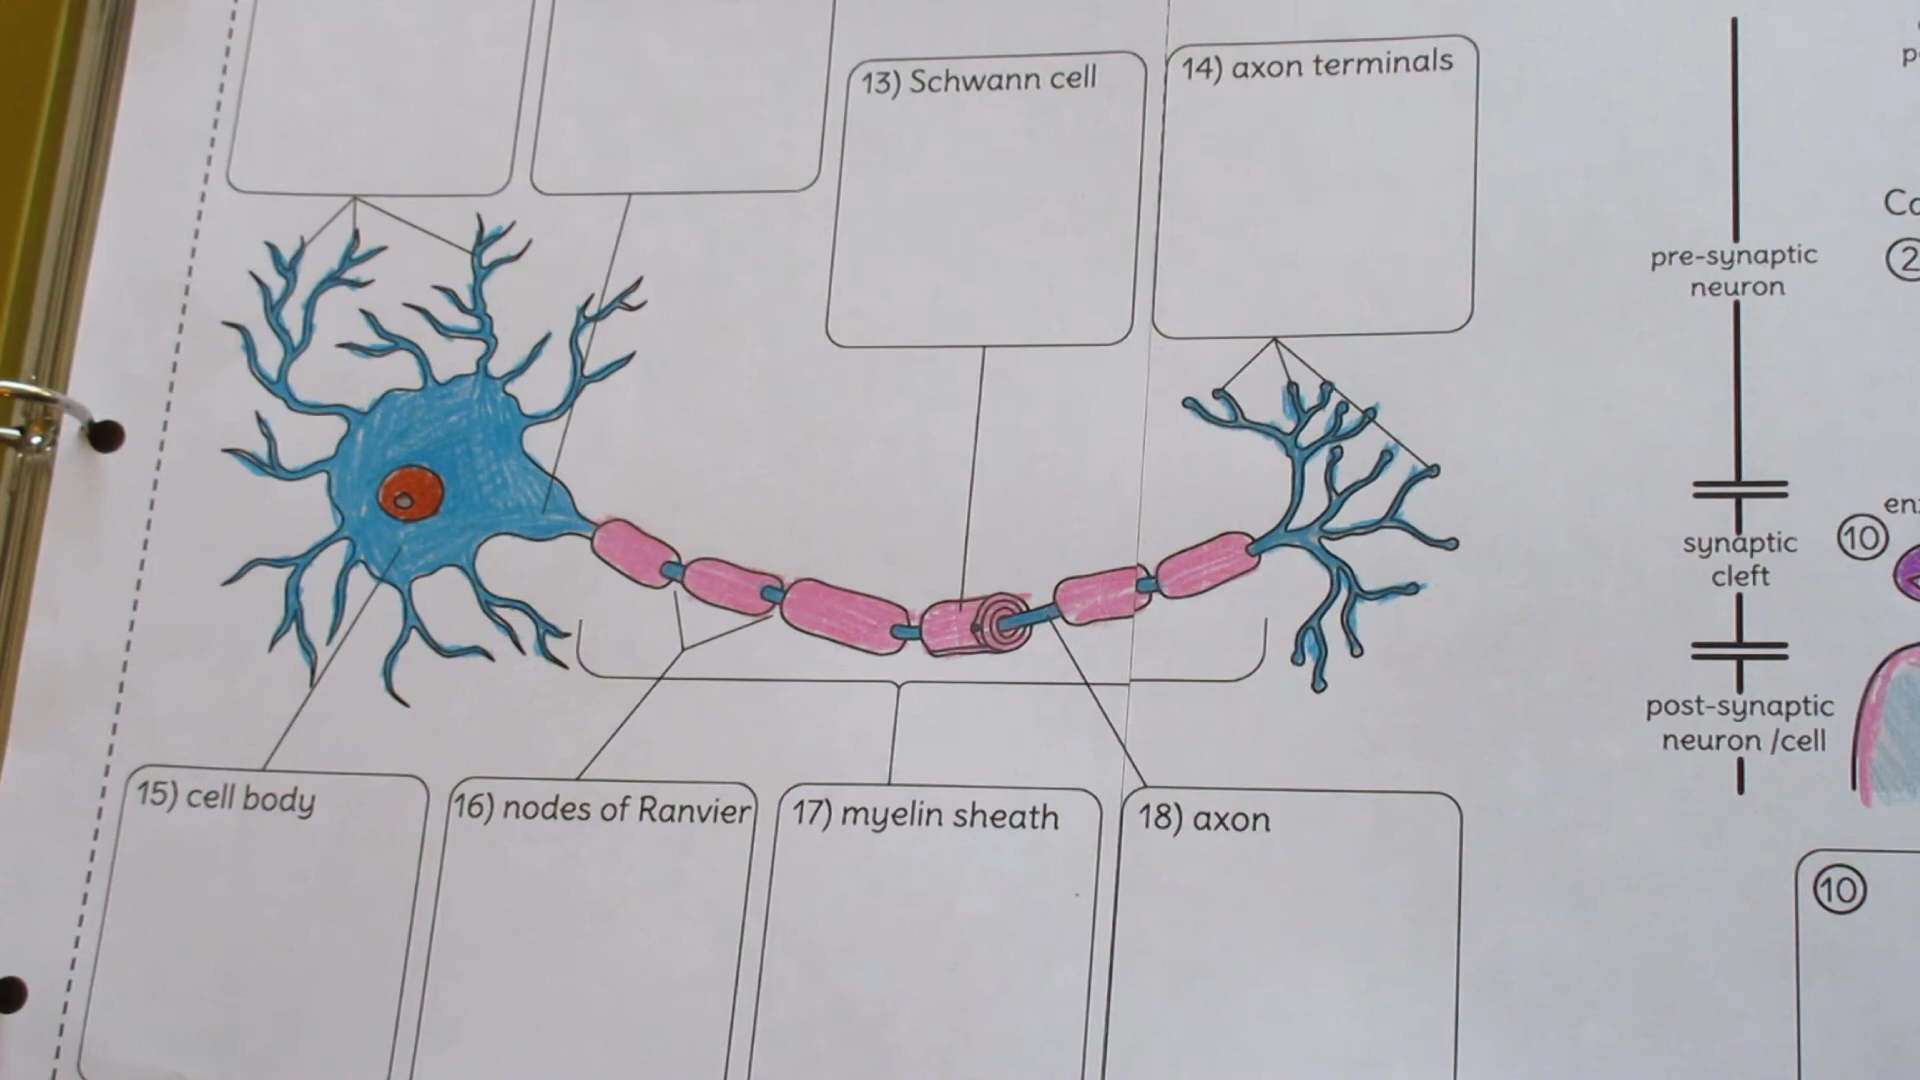 13) Schwann cell
14) axon terminals
pre-synaptic
neuron
2
10
synaptic
cleft
post-synaptic
neuron /cell
15) cell body
16) nodes of Ranvier
17) myelin sheath
18) axon
10